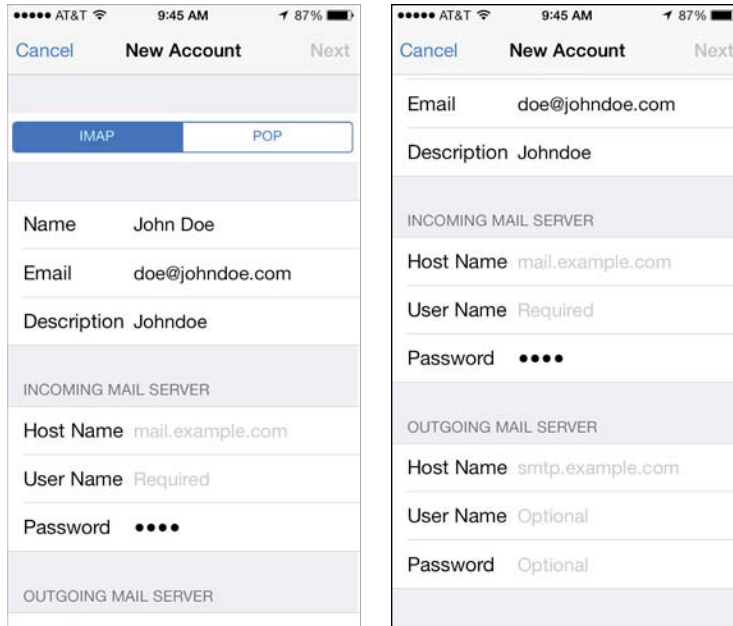 AT&T 9:45 AM 87%
Cancel New Account Next
IMAP POP
Name John Doe
Email doe@johndoe.com
Description Johndoe
INCOMING MAIL SERVER
Host Name mail.example.com
User Name Required
Password ••••
OUTGOING MAIL SERVER
AT&T 9:45 AM 87%
Cancel New Account Next
Email doe@johndoe.com
Description Johndoe
INCOMING MAIL SERVER
Host Name mail.example.com
User Name Required
Password ••••
OUTGOING MAIL SERVER
Host Name smtp.example.com
User Name Optional
Password Optional